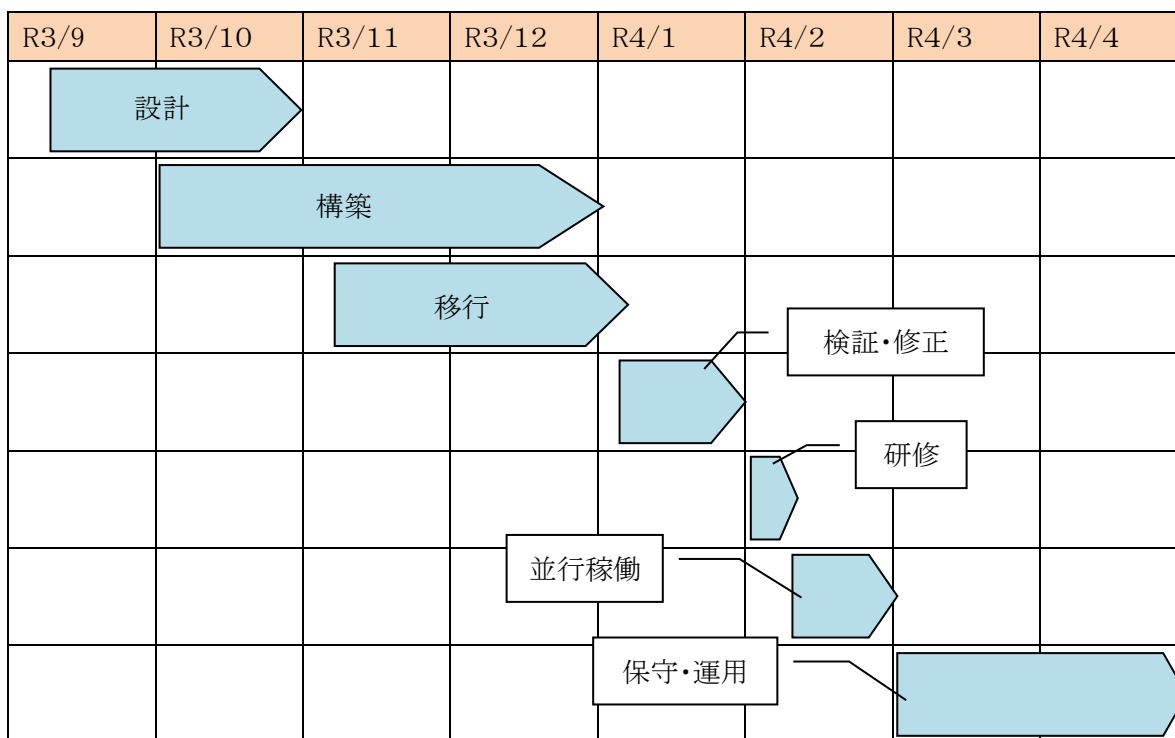 R3/9 R3/10 R3/11 R3/12 R4/1 R4/2 R4/3 R4/4
設計
構築
移行
検証・修正
研修
並行稼働
保守・運用